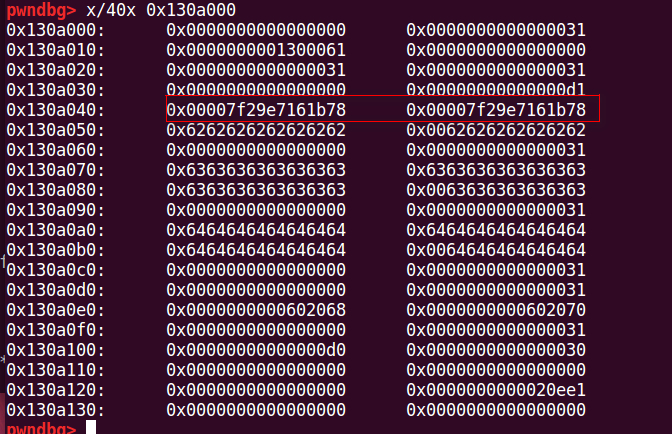 pwndbg> x/40x 0x130a000
0x130a000: 0x0000000000000000 0x0000000000000031
0x130a010: 0x0000000001300061 0x0000000000000000
0x130a020: 0x0000000000000031 0x0000000000000031
0x130a030: 0x0000000000000000 0x00000000000000d1
0x130a040: 0x00007f29e7161b78 0x00007f29e7161b78
0x130a050: 0x6262626262626262 0x0062626262626262
0x130a060: 0x0000000000000000 0x0000000000000031
0x130a070: 0x6363636363636363 0x6363636363636363
0x130a080: 0x6363636363636363 0x0063636363636363
0x130a090: 0x0000000000000000 0x0000000000000031
0x130a0a0: 0x6464646464646464 0x6464646464646464
0x130a0b0: 0x6464646464646464 0x0064646464646464
0x130a0c0: 0x0000000000000000 0x0000000000000031
0x130a0d0: 0x0000000000000000 0x0000000000000031
0x130a0e0: 0x0000000000602068 0x0000000000602070
0x130a0f0: 0x0000000000000000 0x0000000000000031
0x130a100: 0x00000000000000d0 0x0000000000000030
0x130a110: 0x0000000000000000 0x0000000000000000
0x130a120: 0x0000000000000000 0x0000000000020ee1
0x130a130: 0x0000000000000000 0x0000000000000000
pwndbg>